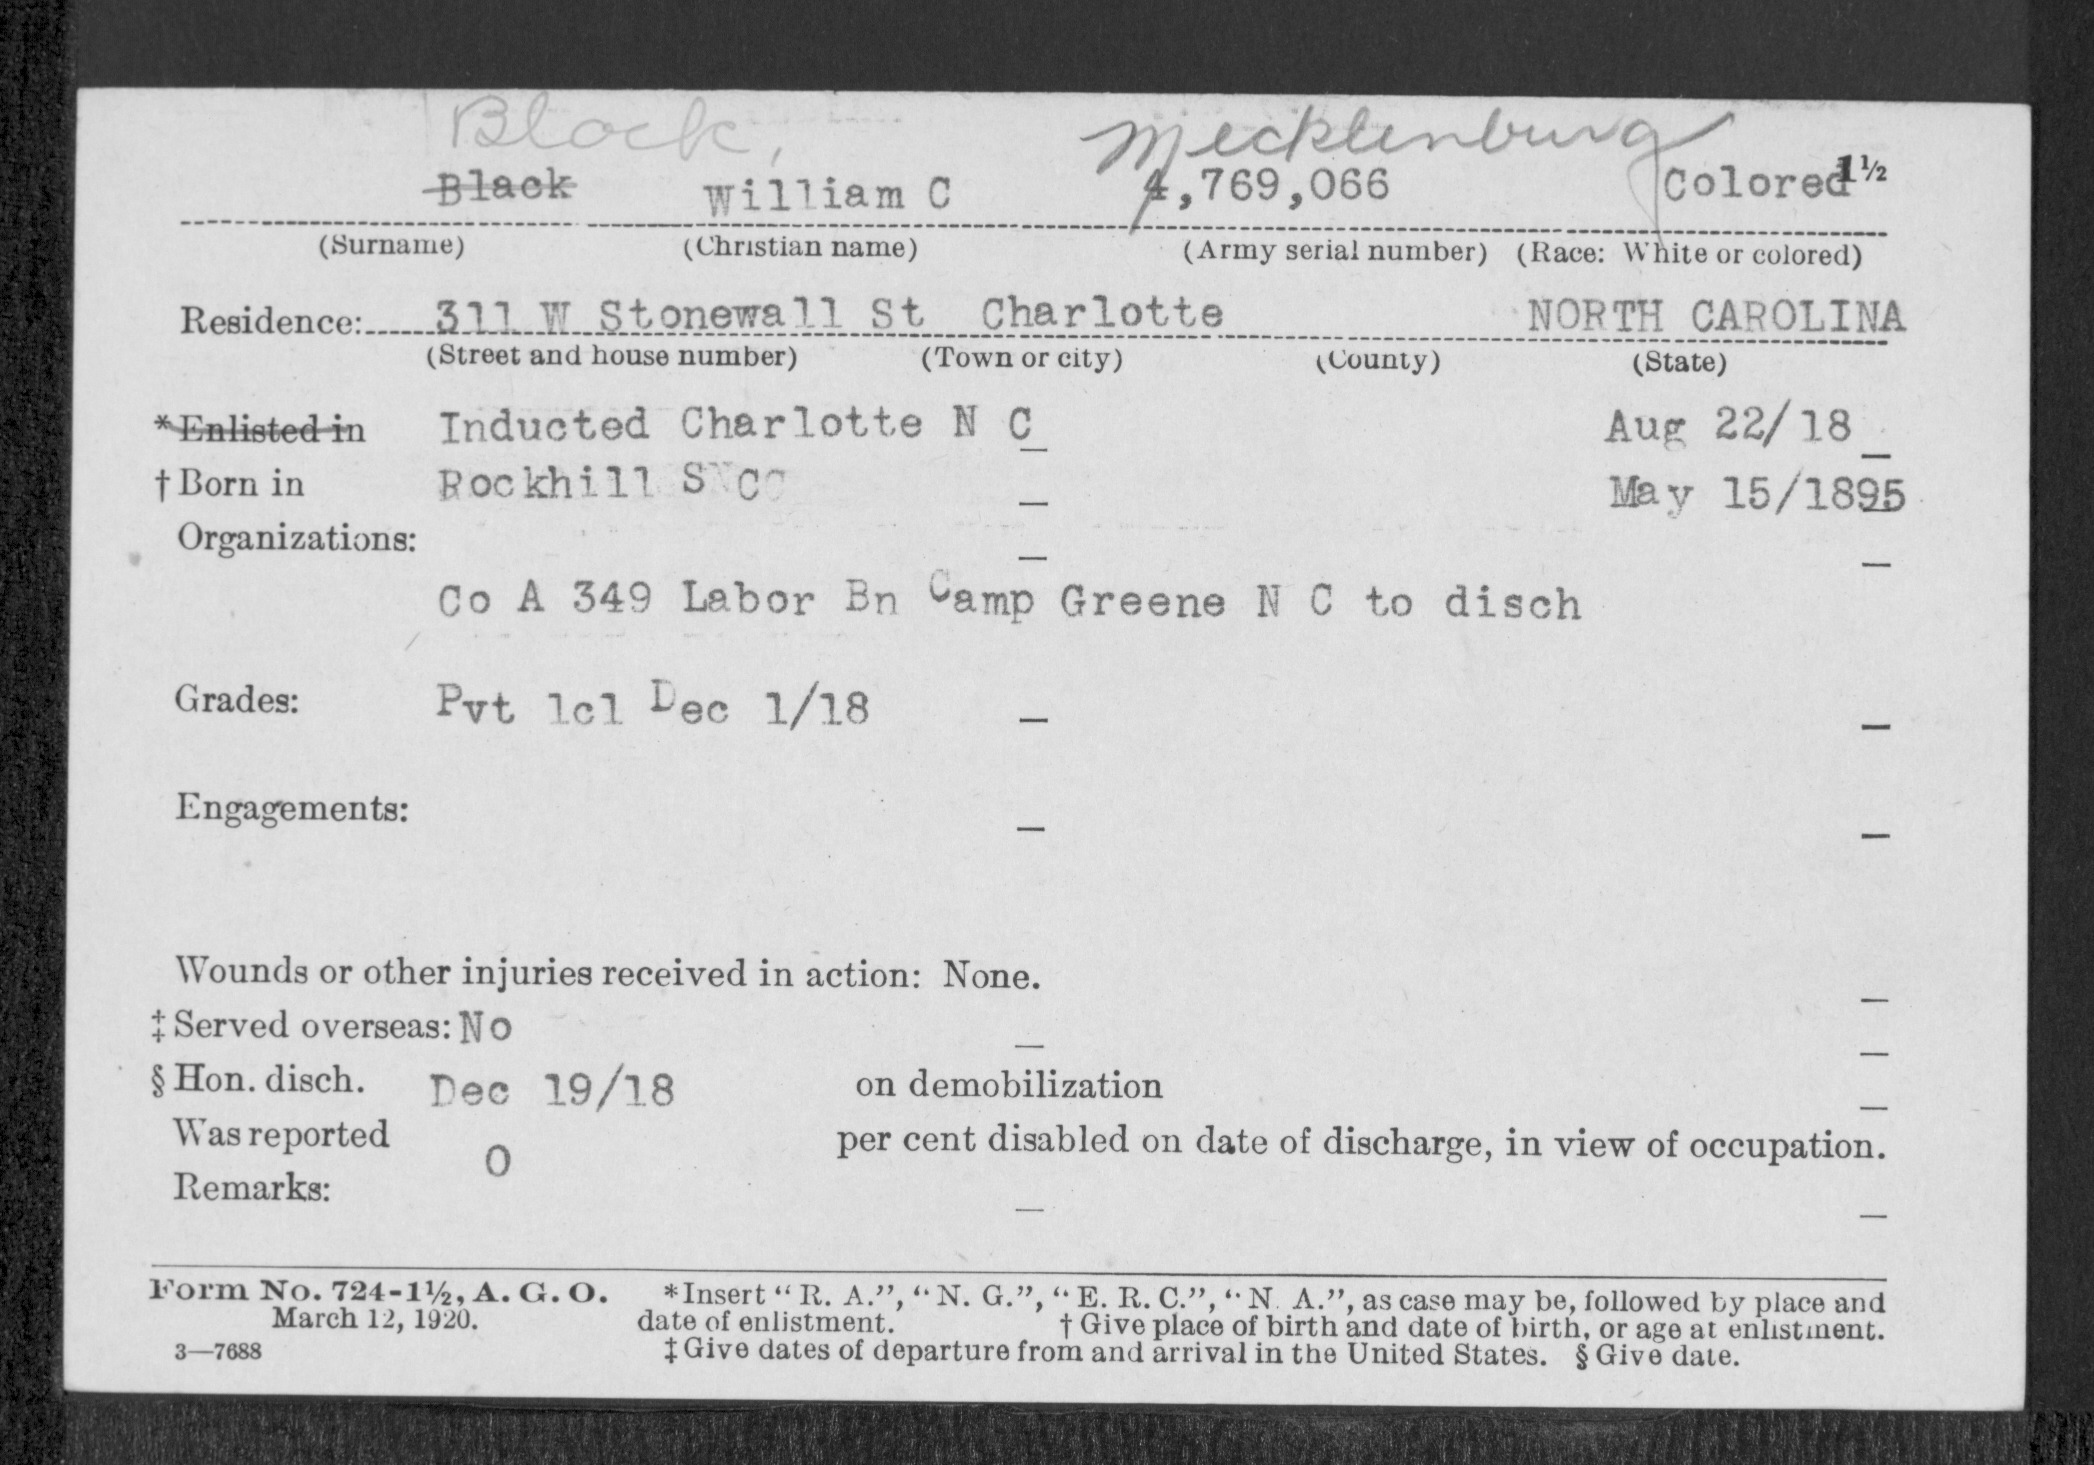 Block, Mecklenburg
Black William C 4,769,066 Colored 1½
(Surname) (Christian name) (Army serial number) (Race: White or colored)
Residence: 311 W Stonewall St Charlotte NORTH CAROLINA
(Street and house number) (Town or city) (County) (State)
*Enlisted in Inducted Charlotte N C Aug 22/18
†Born in Rockhill S C May 15/1895
Organizations:
Co A 349 Labor Bn Camp Greene N C to disch
Grades: Pvt 1cl Dec 1/18
Engagements:
Wounds or other injuries received in action: None.
‡Served overseas: No
§Hon. disch. Dec 19/18 on demobilization
Was reported 0 per cent disabled on date of discharge, in view of occupation.
Remarks:
Form No. 724-1½, A. G. O. *Insert “R. A.”, “N. G.”, “E. R. C.”, “N. A.”, as case may be, followed by place and
March 12, 1920. date of enlistment. †Give place of birth and date of birth, or age at enlistment.
3—7688 ‡Give dates of departure from and arrival in the United States. §Give date.